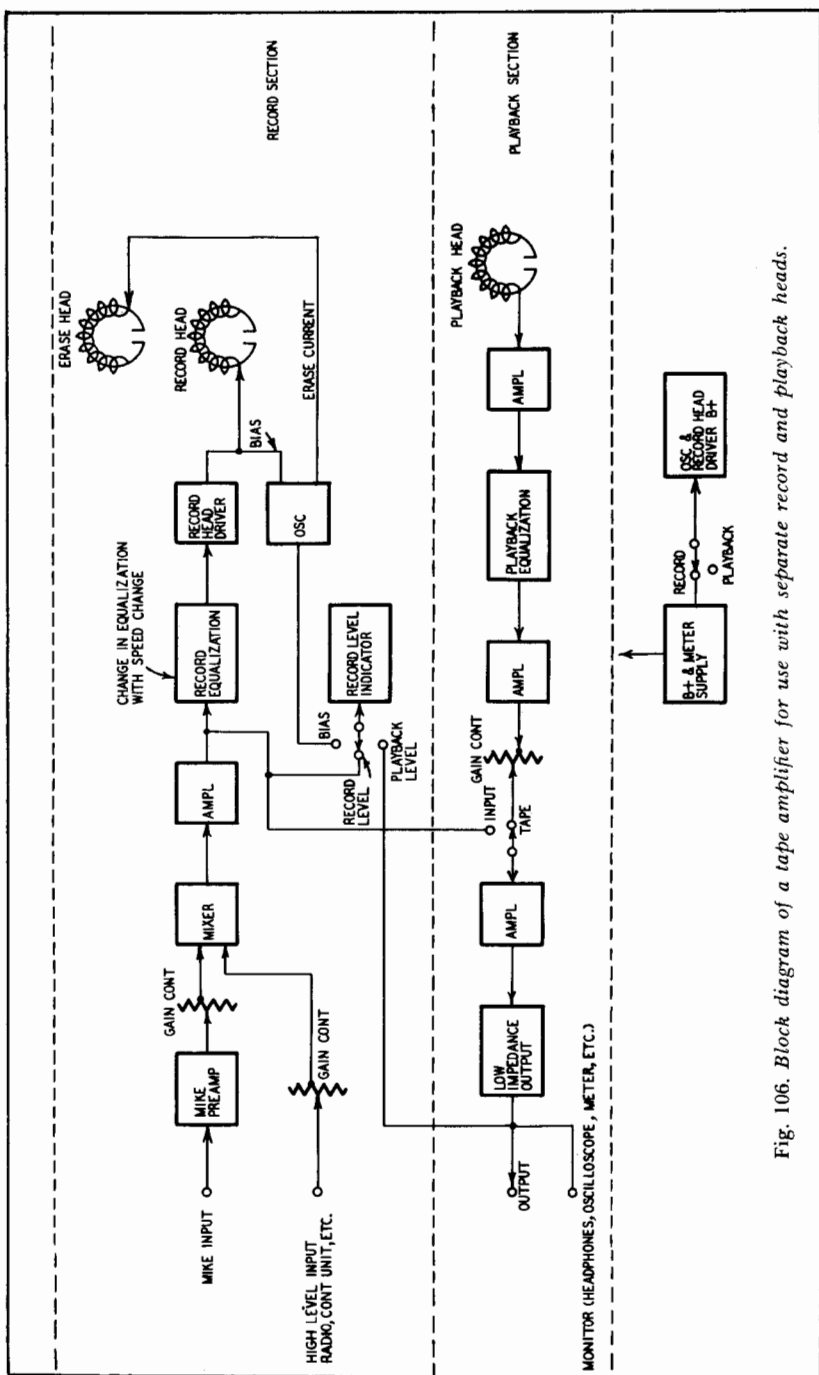 RECORD SECTION
ERASE HEAD
RECORD HEAD
ERASE CURRENT
BIAS
RECORD
HEAD
DRIVER
OSC
CHANGE IN EQUALIZATION
WITH SPEED CHANGE
RECORD
EQUALIZATION
RECORD LEVEL
INDICATOR
BIAS
RECORD
LEVEL
PLAYBACK
LEVEL
AMPL
MIXER
GAIN CONT
MIKE
PREAMP
MIKE INPUT
GAIN CONT
HIGH LEVEL INPUT
RADIO, CONT UNIT, ETC.
PLAYBACK SECTION
PLAYBACK HEAD
AMPL
PLAYBACK
EQUALIZATION
AMPL
GAIN CONT
INPUT
TAPE
AMPL
LOW
IMPEDANCE
OUTPUT
OUTPUT
MONITOR (HEADPHONES, OSCILLOSCOPE, METER, ETC.)
B+ & METER
SUPPLY
RECORD
PLAYBACK
OSC &
RECORD HEAD
DRIVER B+
Fig. 106. Block diagram of a tape amplifier for use with separate record and playback heads.